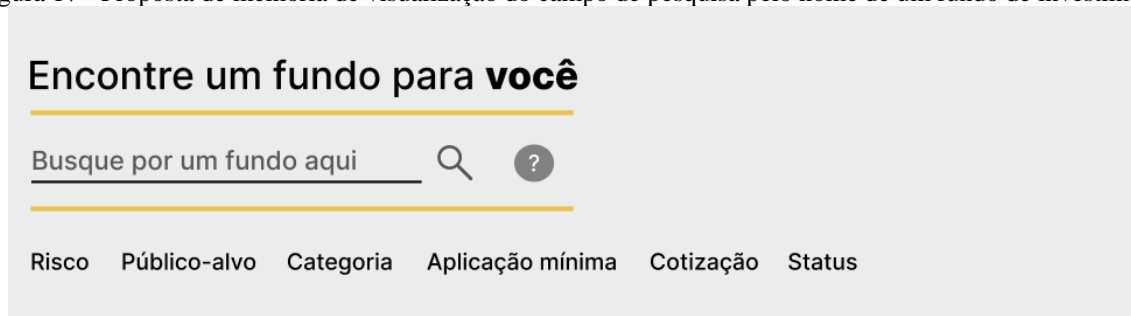 Encontre um fundo para você
Busque por um fundo aqui
?
Risco Público-alvo Categoria Aplicação mínima Cotização Status